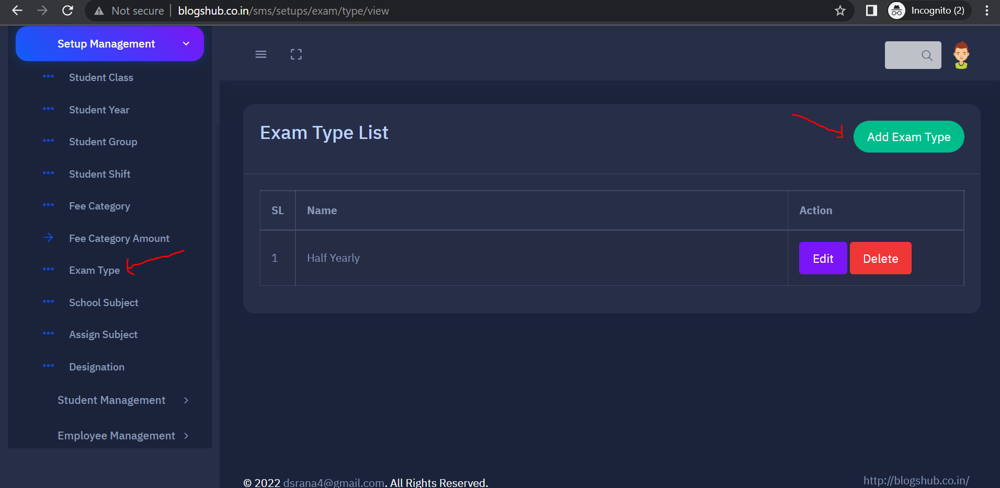 Not secure | blogshub.co.in/sms/setups/exam/type/view
Incognito (2)
Setup Management
Student Class
Student Year
Student Group
Student Shift
Fee Category
Fee Category Amount
Exam Type
School Subject
Assign Subject
Designation
Student Management
Employee Management
Exam Type List
Add Exam Type
SL Name Action
1 Half Yearly Edit Delete
© 2022 dsrana4@gmail.com. All Rights Reserved.
http://blogshub.co.in/